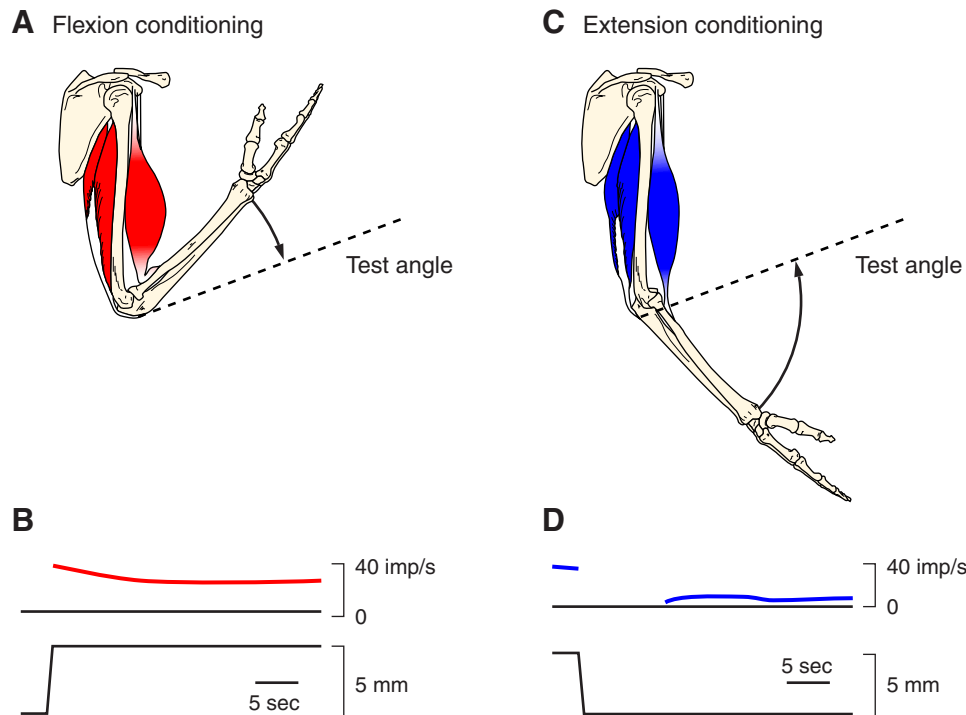 A Flexion conditioning
Test angle
B
40 imp/s
0
5 mm
5 sec
C Extension conditioning
Test angle
D
40 imp/s
0
5 sec
5 mm